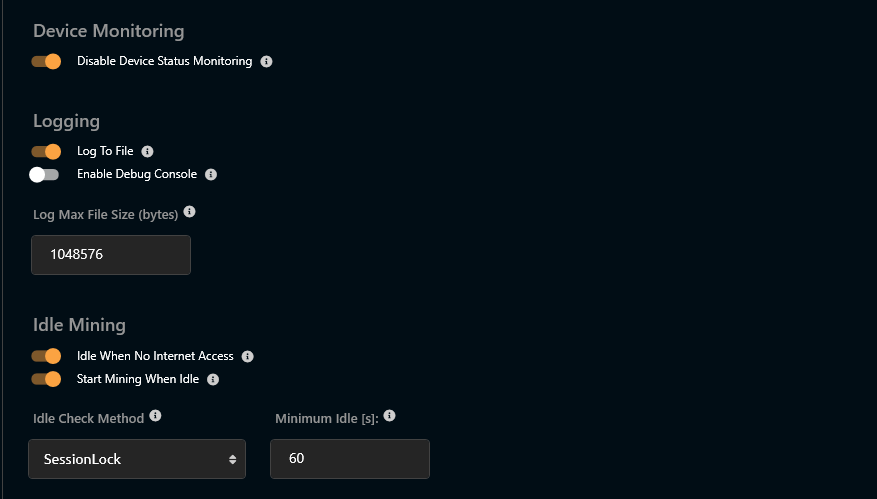 Device Monitoring
Disable Device Status Monitoring
Logging
Log To File
Enable Debug Console
Log Max File Size (bytes)
1048576
Idle Mining
Idle When No Internet Access
Start Mining When Idle
Idle Check Method
Minimum Idle [s]:
SessionLock
60